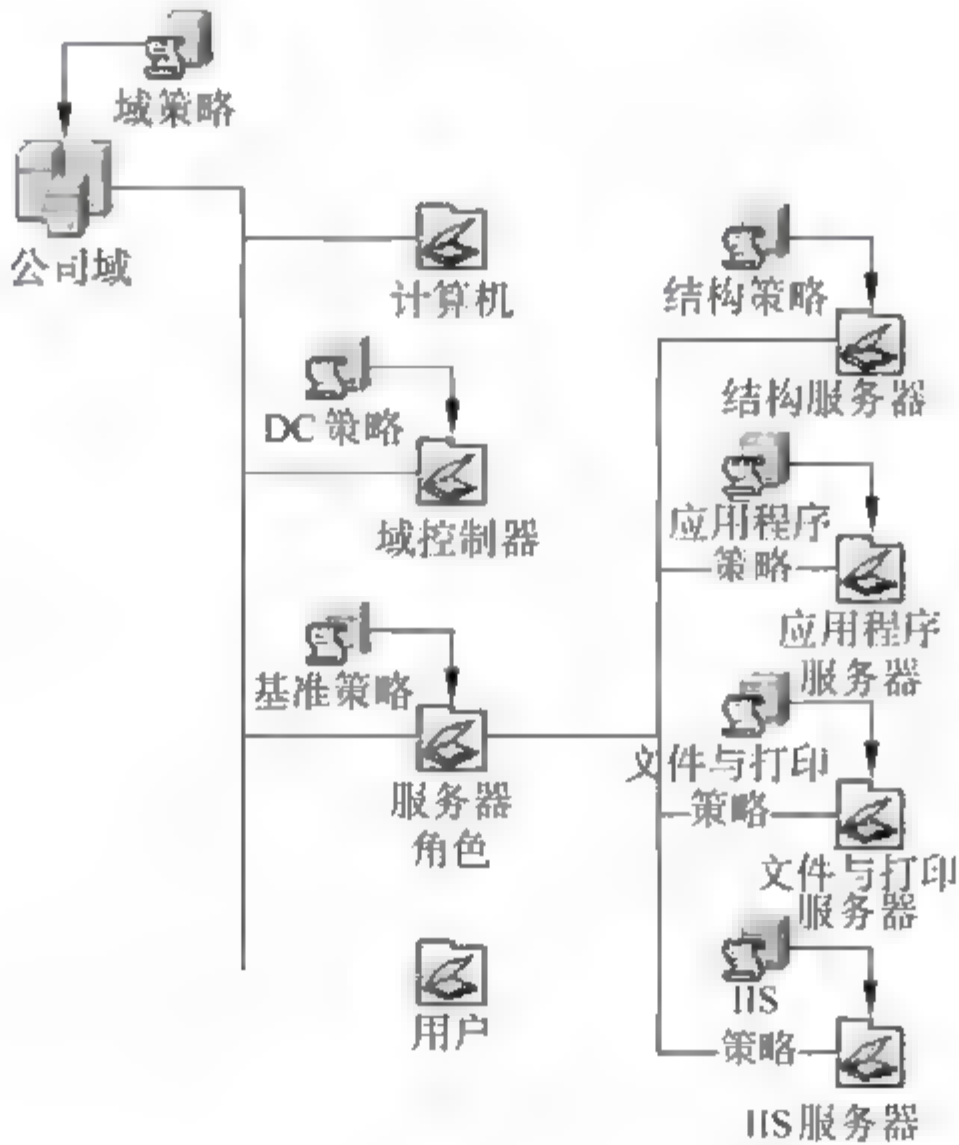 域策略
公司域
计算机
结构策略
结构服务器
DC 策略
域控制器
应用程序
策略
应用程序
服务器
基准策略
服务器
角色
文件与打印
策略
文件与打印
服务器
用户
IIS
策略
IIS 服务器